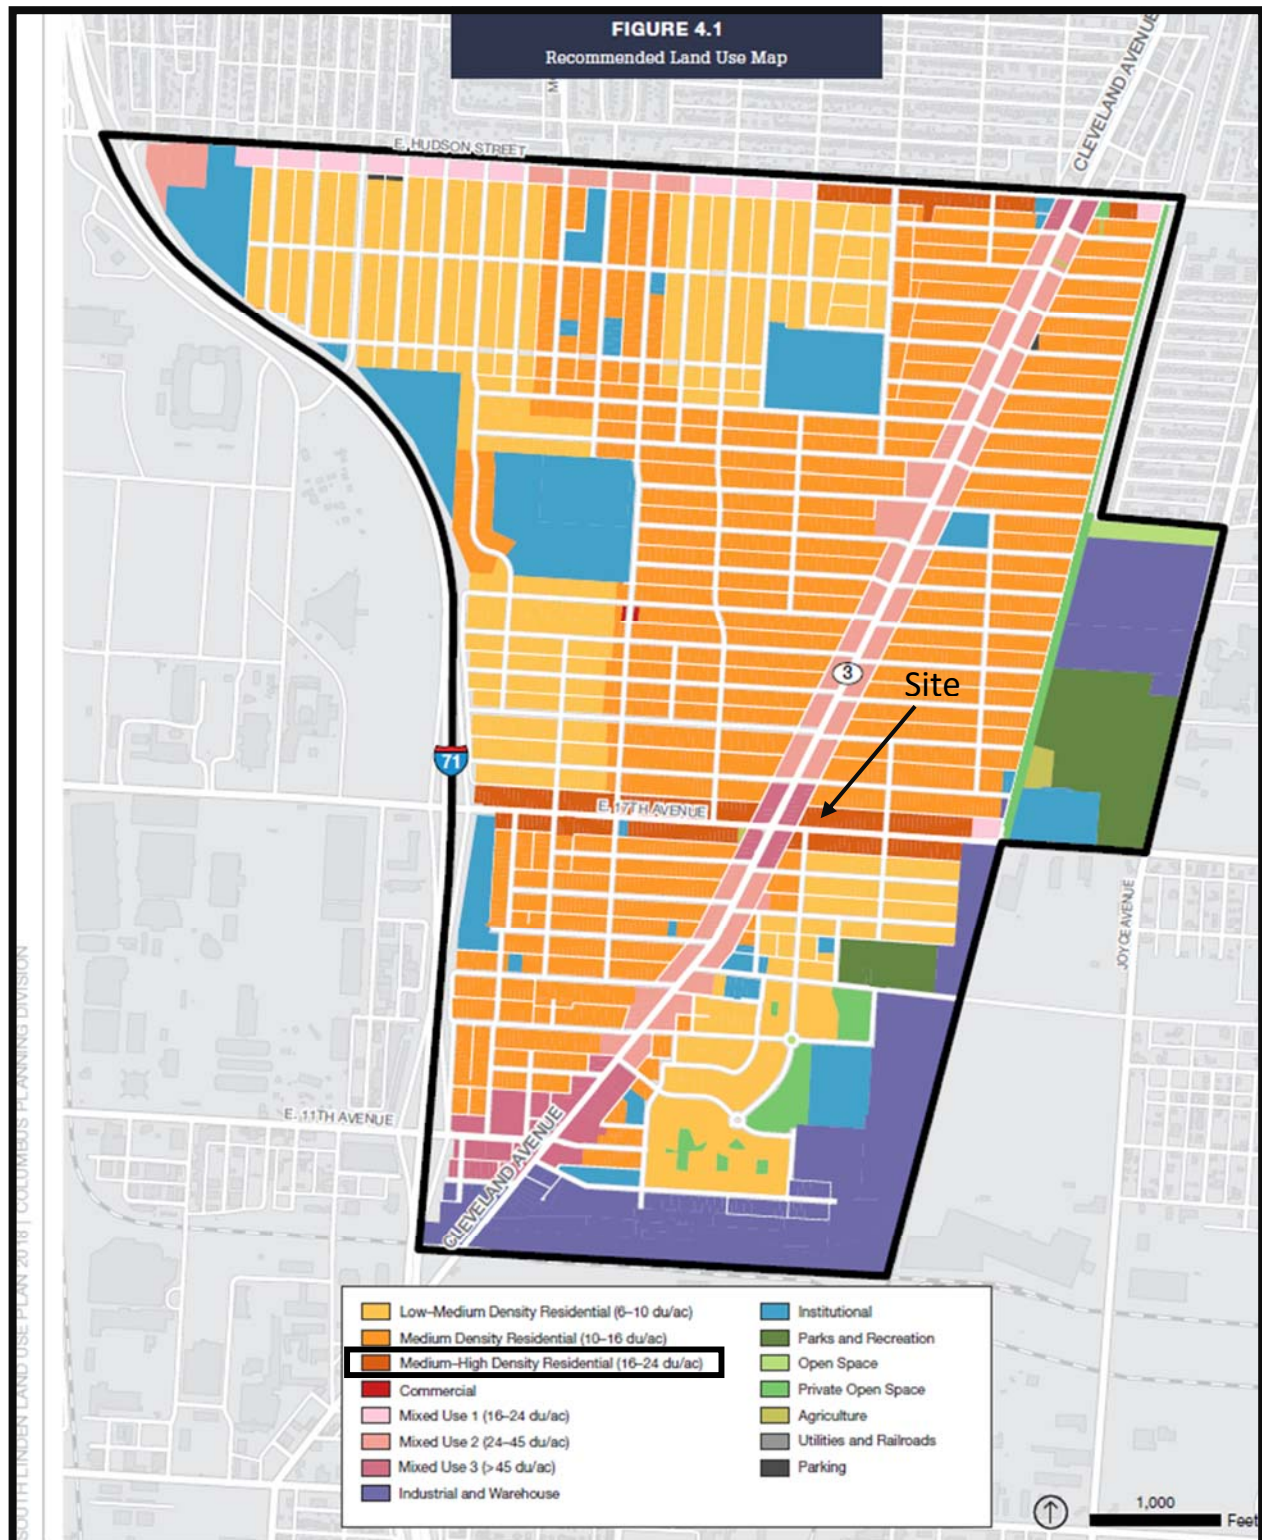 FIGURE 4.1
Recommended Land Use Map
CLEVELAND AVENUE
E. HUDSON STREET
3
Site
71
E. 17TH AVENUE
JOYCE AVENUE
E. 11TH AVENUE
CLEVELAND AVENUE
SOUTH LINDEN LAND USE PLAN 2018 | COLUMBUS PLANNING DIVISION
Low–Medium Density Residential (6–10 du/ac)
Medium Density Residential (10–16 du/ac)
Medium–High Density Residential (16–24 du/ac)
Commercial
Mixed Use 1 (16–24 du/ac)
Mixed Use 2 (24–45 du/ac)
Mixed Use 3 (>45 du/ac)
Industrial and Warehouse
Institutional
Parks and Recreation
Open Space
Private Open Space
Agriculture
Utilities and Railroads
Parking
1,000
Feet